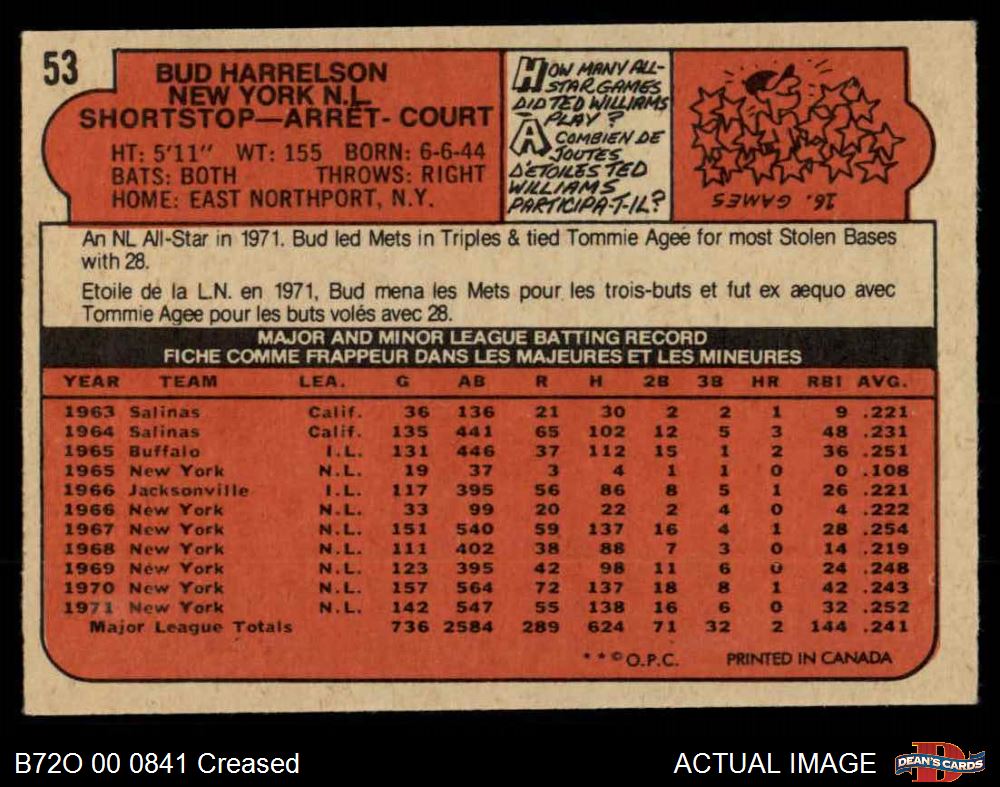 53
BUD HARRELSON
NEW YORK N.L.
SHORTSTOP—ARRÊT- COURT
HT: 5'11" WT: 155 BORN: 6-6-44
BATS: BOTH THROWS: RIGHT
HOME: EAST NORTHPORT, N.Y.
HOW MANY ALL-
STAR GAMES
DID TED WILLIAMS
PLAY?
À COMBIEN DE
JOUTES
D'ETOILES TED
WILLIAMS
PARTICIPA-T-IL?
16. GAMES
An NL All-Star in 1971. Bud led Mets in Triples & tied Tommie Agee for most Stolen Bases
with 28.
Etoile de la L.N. en 1971, Bud mena les Mets pour les trois-buts et fut ex æquo avec
Tommie Agee pour les buts volés avec 28.
MAJOR AND MINOR LEAGUE BATTING RECORD
FICHE COMME FRAPPEUR DANS LES MAJEURES ET LES MINEURES
YEAR TEAM LEA. G AB R H 2B 3B HR RBI AVG.
1963 Salinas Calif. 36 136 21 30 2 2 1 9 .221
1964 Salinas Calif. 135 441 65 102 12 5 3 48 .231
1965 Buffalo I.L. 131 446 37 112 15 1 2 36 .251
1965 New York N.L. 19 37 3 4 1 1 0 0 .108
1966 Jacksonville I.L. 117 395 56 86 8 5 1 26 .221
1966 New York N.L. 33 99 20 22 2 4 0 4 .222
1967 New York N.L. 151 540 59 137 16 4 1 28 .254
1968 New York N.L. 111 402 38 88 7 3 0 14 .219
1969 New York N.L. 123 395 42 98 11 6 0 24 .248
1970 New York N.L. 157 564 72 137 18 8 1 42 .243
1971 New York N.L. 142 547 55 138 16 6 0 32 .252
Major League Totals 736 2584 289 624 71 32 2 144 .241
* * © O.P.C. PRINTED IN CANADA
B72O 00 0841 Creased ACTUAL IMAGE
D
DEAN'S CARDS